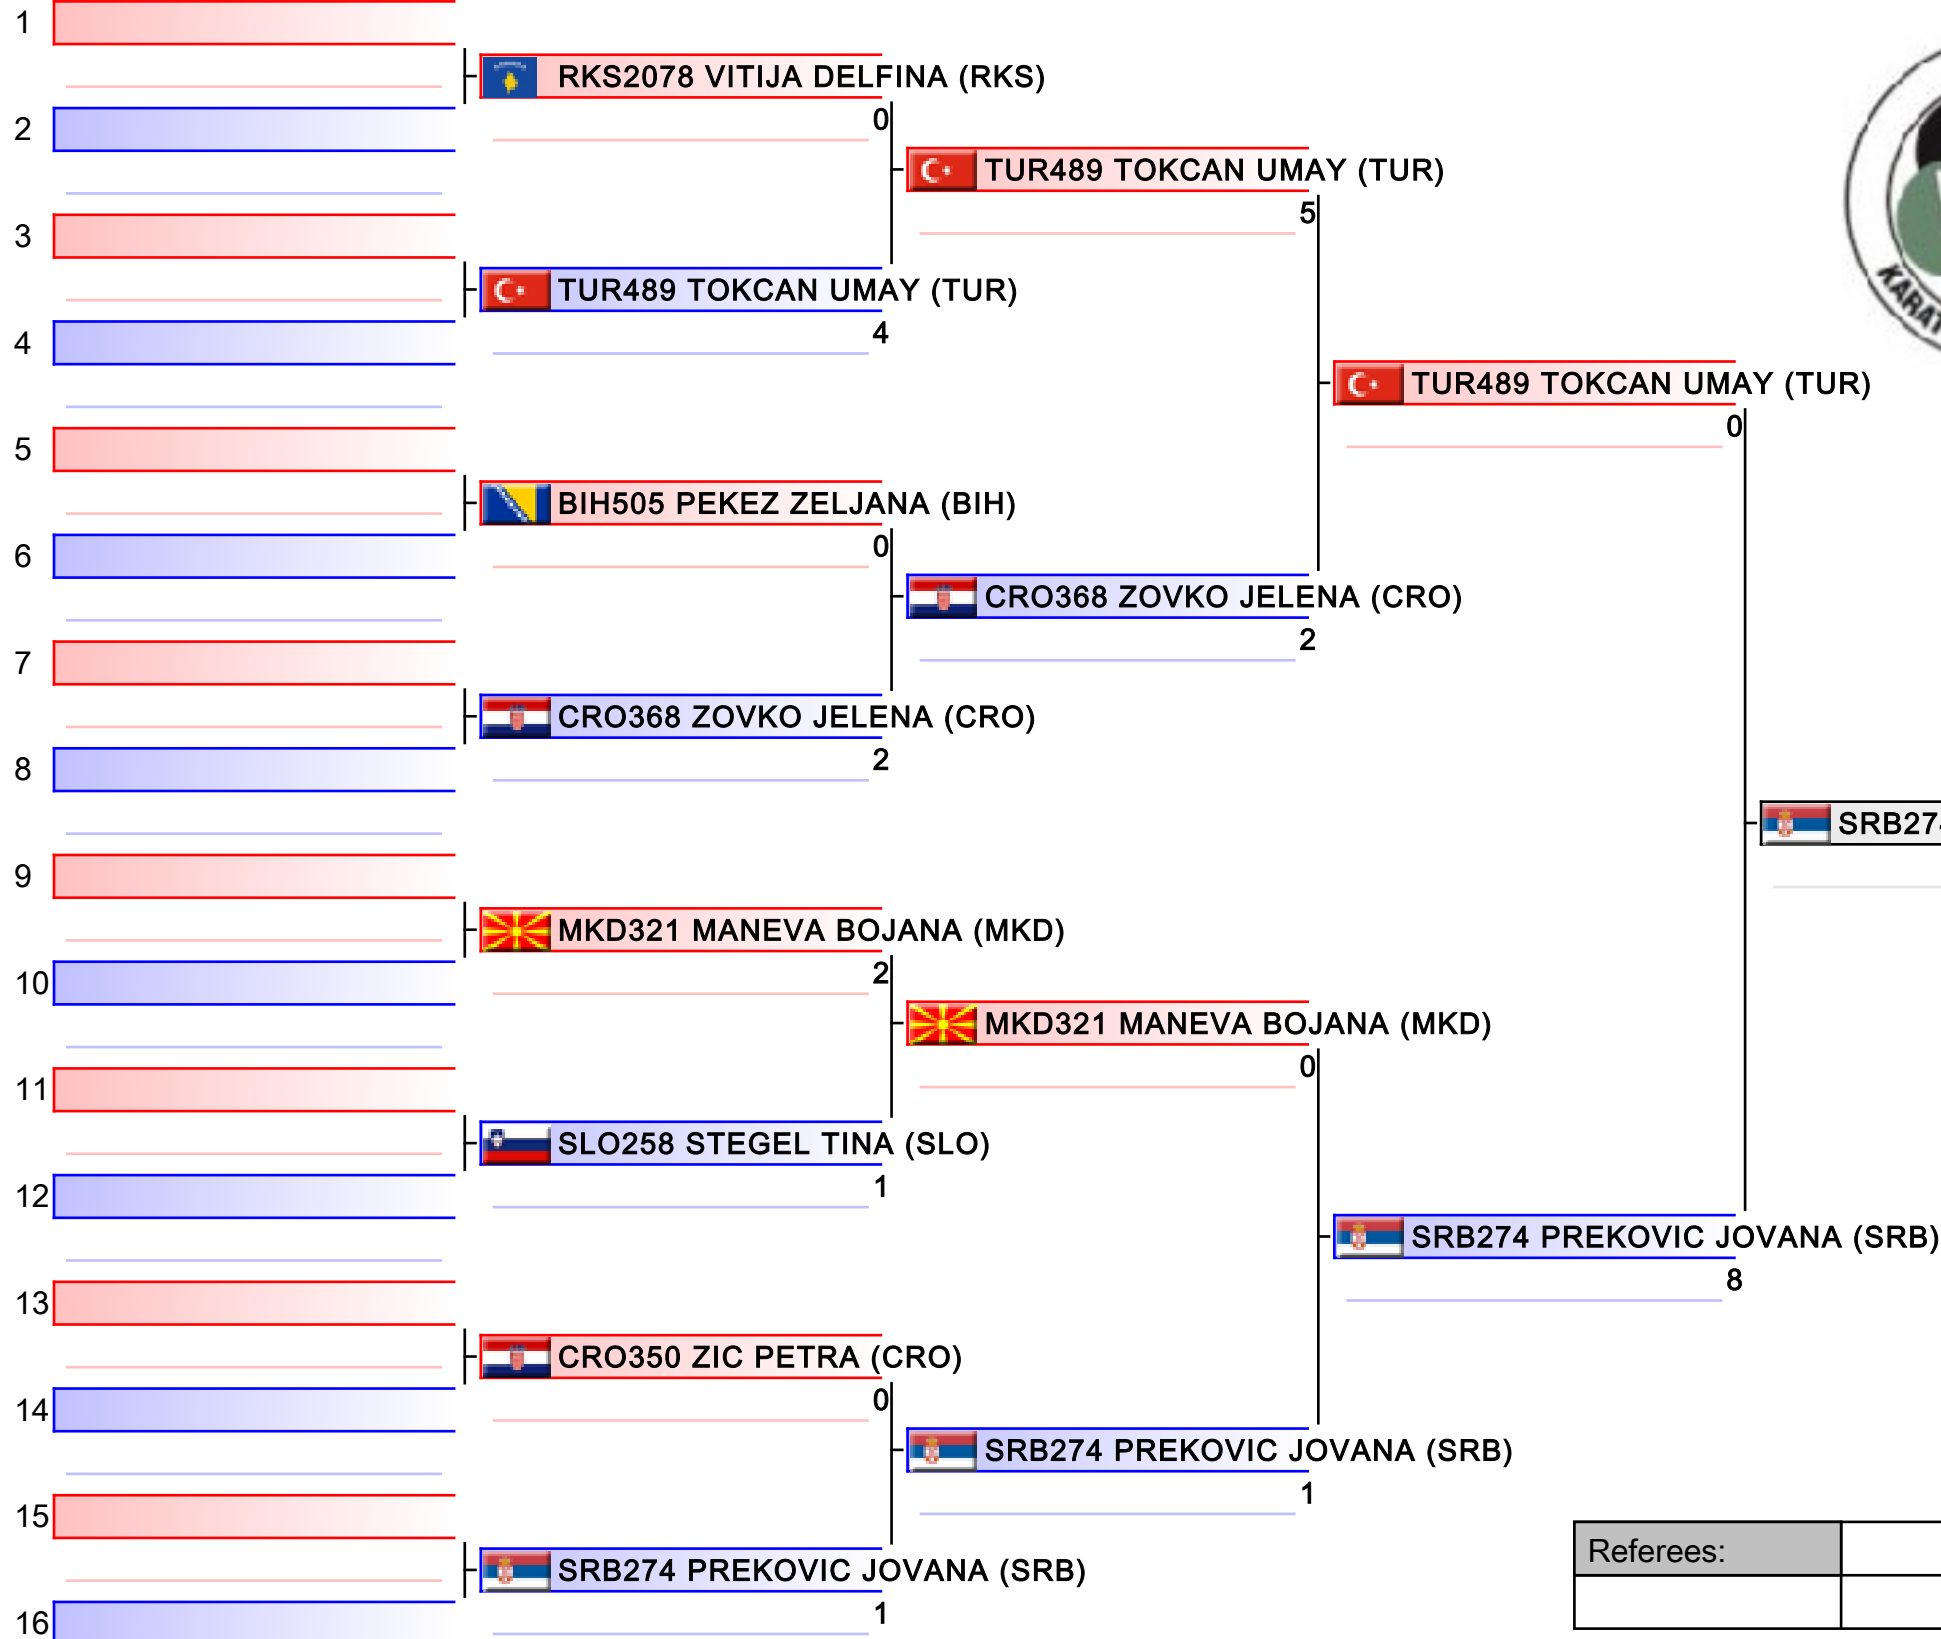 1
RKS2078 VITIJA DELFINA (RKS)
0
2
TUR489 TOKCAN UMAY (TUR)
5
3
TUR489 TOKCAN UMAY (TUR)
4
4
TUR489 TOKCAN UMAY (TUR)
0
5
BIH505 PEKEZ ZELJANA (BIH)
0
6
CRO368 ZOVKO JELENA (CRO)
2
7
CRO368 ZOVKO JELENA (CRO)
2
8
SRB274
9
MKD321 MANEVA BOJANA (MKD)
2
10
MKD321 MANEVA BOJANA (MKD)
0
11
SLO258 STEGEL TINA (SLO)
1
12
SRB274 PREKOVIC JOVANA (SRB)
8
13
CRO350 ZIC PETRA (CRO)
0
14
SRB274 PREKOVIC JOVANA (SRB)
1
15
SRB274 PREKOVIC JOVANA (SRB)
1
16
Referees: